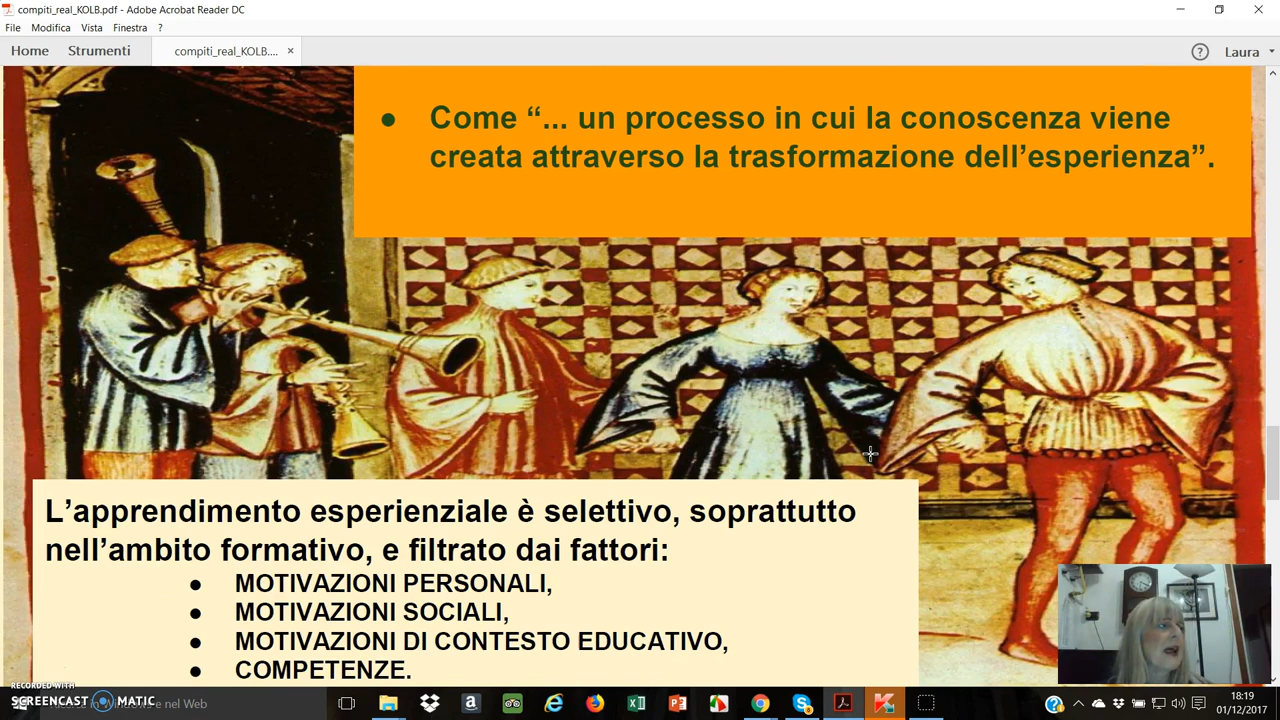 compiti_real_KOLB.pdf - Adobe Acrobat Reader DC
File Modifica Vista Finestra ?
Home Strumenti compiti_real_KOLB.... × ? Laura
● Come “... un processo in cui la conoscenza viene
creata attraverso la trasformazione dell’esperienza”.
L’apprendimento esperienziale è selettivo, soprattutto
nell’ambito formativo, e filtrato dai fattori:
● MOTIVAZIONI PERSONALI,
● MOTIVAZIONI SOCIALI,
● MOTIVAZIONI DI CONTESTO EDUCATIVO,
● COMPETENZE.
RECORDED WITH
SCREENCAST MATIC
e nel Web
18:19
01/12/2017